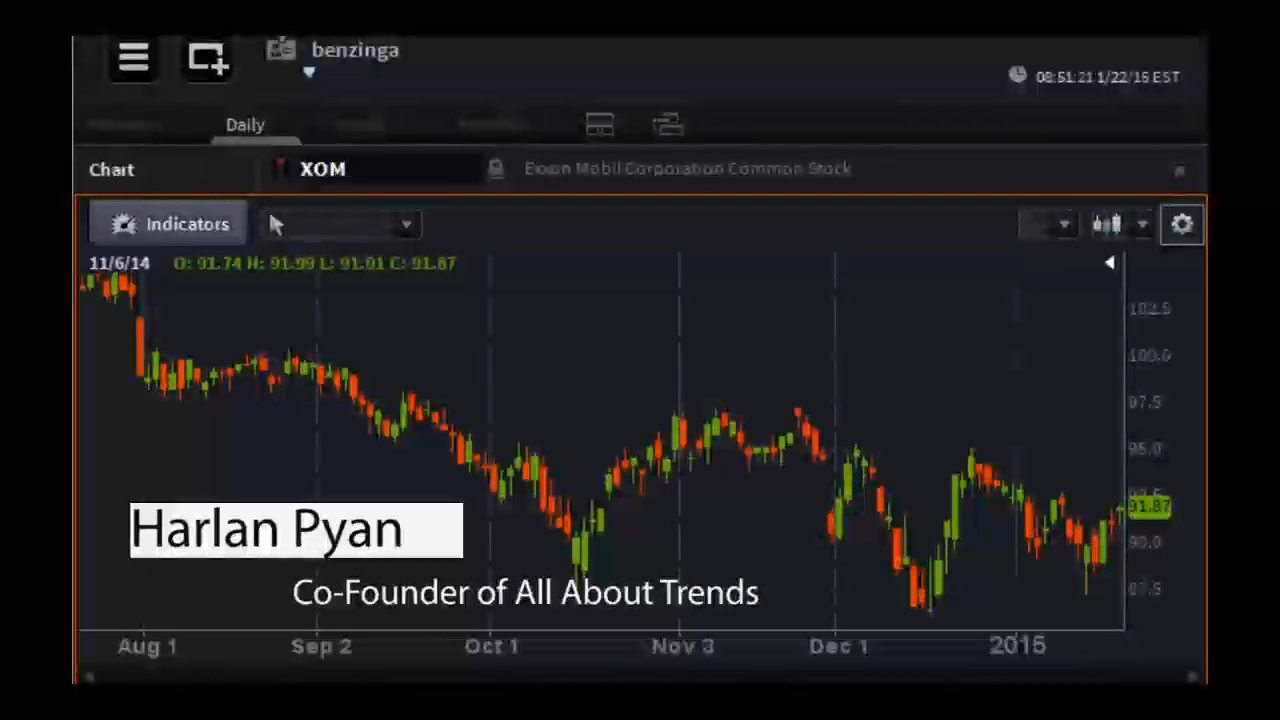 benzinga
08:51:21 1/22/15 EST
Daily
Chart
XOM
Exxon Mobil Corporation Common Stock
Indicators
11/6/14 O: 91.74 H: 91.99 L: 91.01 C: 91.87
102.5
100.0
97.5
95.0
92.5
91.87
90.0
87.5
Harlan Pyan
Co-Founder of All About Trends
Aug 1 Sep 2 Oct 1 Nov 3 Dec 1 2015